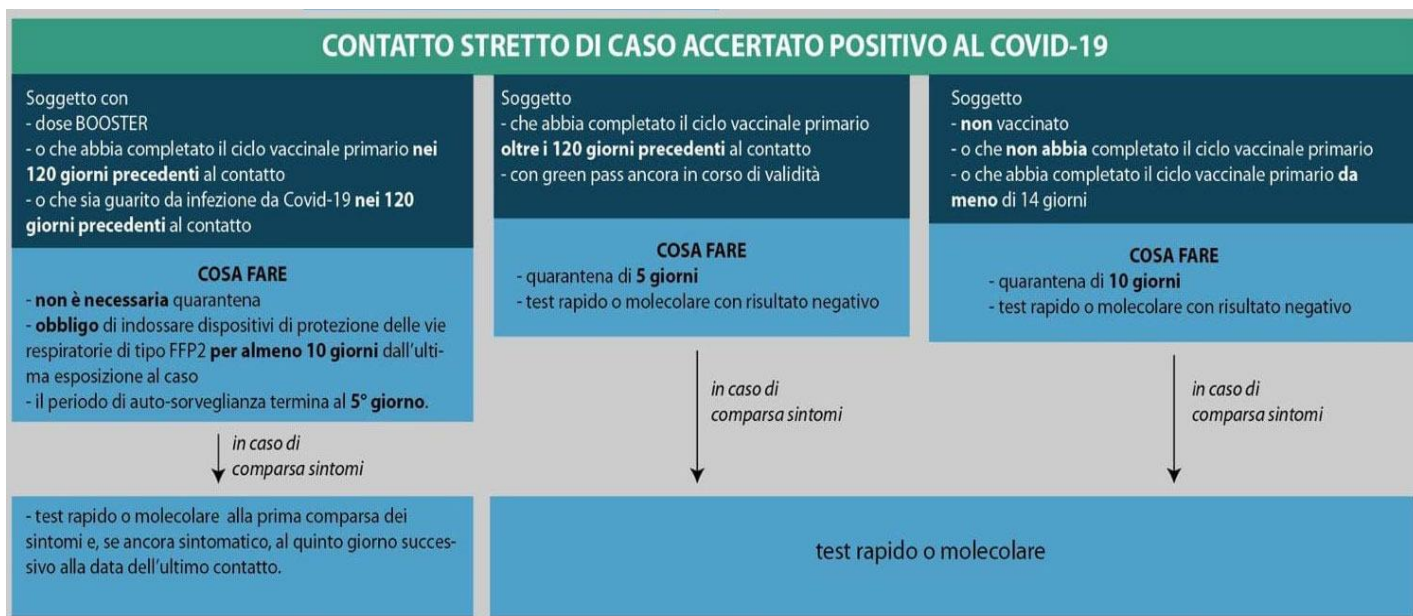 CONTATTO STRETTO DI CASO ACCERTATO POSITIVO AL COVID-19
Soggetto con
- dose BOOSTER
- o che abbia completato il ciclo vaccinale primario nei
120 giorni precedenti al contatto
- o che sia guarito da infezione da Covid-19 nei 120
giorni precedenti al contatto
COSA FARE
- non è necessaria quarantena
- obbligo di indossare dispositivi di protezione delle vie
respiratorie di tipo FFP2 per almeno 10 giorni dall'ulti-
ma esposizione al caso
- il periodo di auto-sorveglianza termina al 5° giorno.
in caso di
comparsa sintomi
- test rapido o molecolare alla prima comparsa dei
sintomi e, se ancora sintomatico, al quinto giorno succes-
sivo alla data dell'ultimo contatto.
Soggetto
- che abbia completato il ciclo vaccinale primario
oltre i 120 giorni precedenti al contatto
- con green pass ancora in corso di validità
COSA FARE
- quarantena di 5 giorni
- test rapido o molecolare con risultato negativo
in caso di
comparsa sintomi
Soggetto
- non vaccinato
- o che non abbia completato il ciclo vaccinale primario
- o che abbia completato il ciclo vaccinale primario da
meno di 14 giorni
COSA FARE
- quarantena di 10 giorni
- test rapido o molecolare con risultato negativo
in caso di
comparsa sintomi
test rapido o molecolare